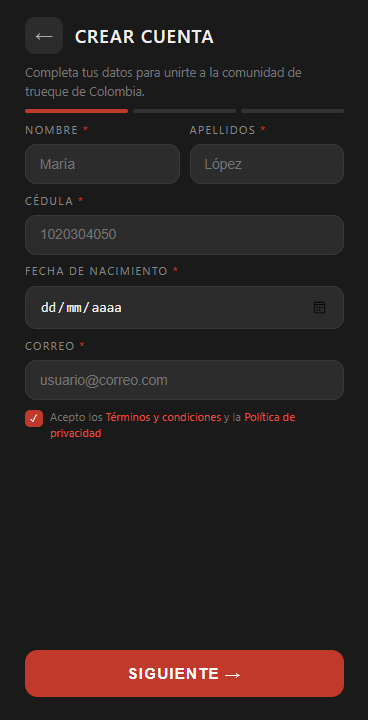 ← CREAR CUENTA
Completa tus datos para unirte a la comunidad de
trueque de Colombia.
NOMBRE * APELLIDOS *
María López
CÉDULA *
1020304050
FECHA DE NACIMIENTO *
dd/mm/aaaa
CORREO *
usuario@correo.com
✓ Acepto los Términos y condiciones y la Política de
privacidad
SIGUIENTE →